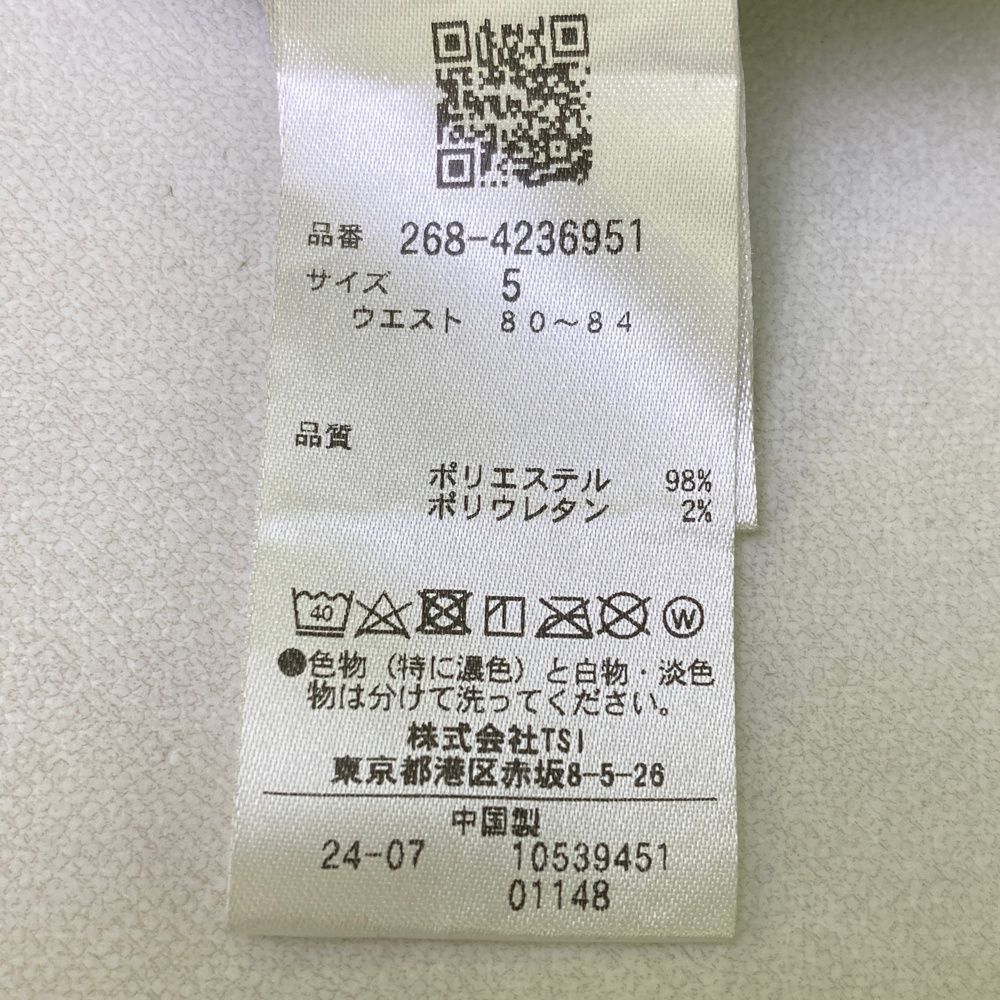 品番 268-4236951
サイズ 5
ウエスト 80~84
品質
ポリエステル 98%
ポリウレタン 2%
40 W
●色物(特に濃色)と白物・淡色
物は分けて洗ってください。
株式会社TSI
東京都港区赤坂8-5-26
中国製
24-07 10539451
01148